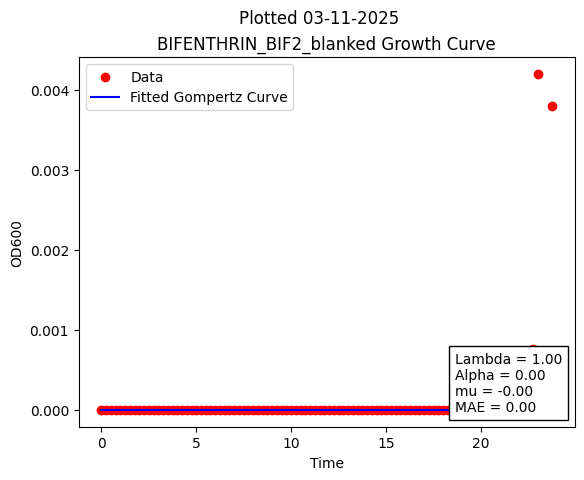 Plotted 03-11-2025
BIFENTHRIN_BIF2_blanked Growth Curve
Data
Fitted Gompertz Curve
0.004
0.003
0.002
0.001
0.000
OD600
Lambda = 1.00
Alpha = 0.00
mu = -0.00
MAE = 0.00
0
5
10
15
20
Time